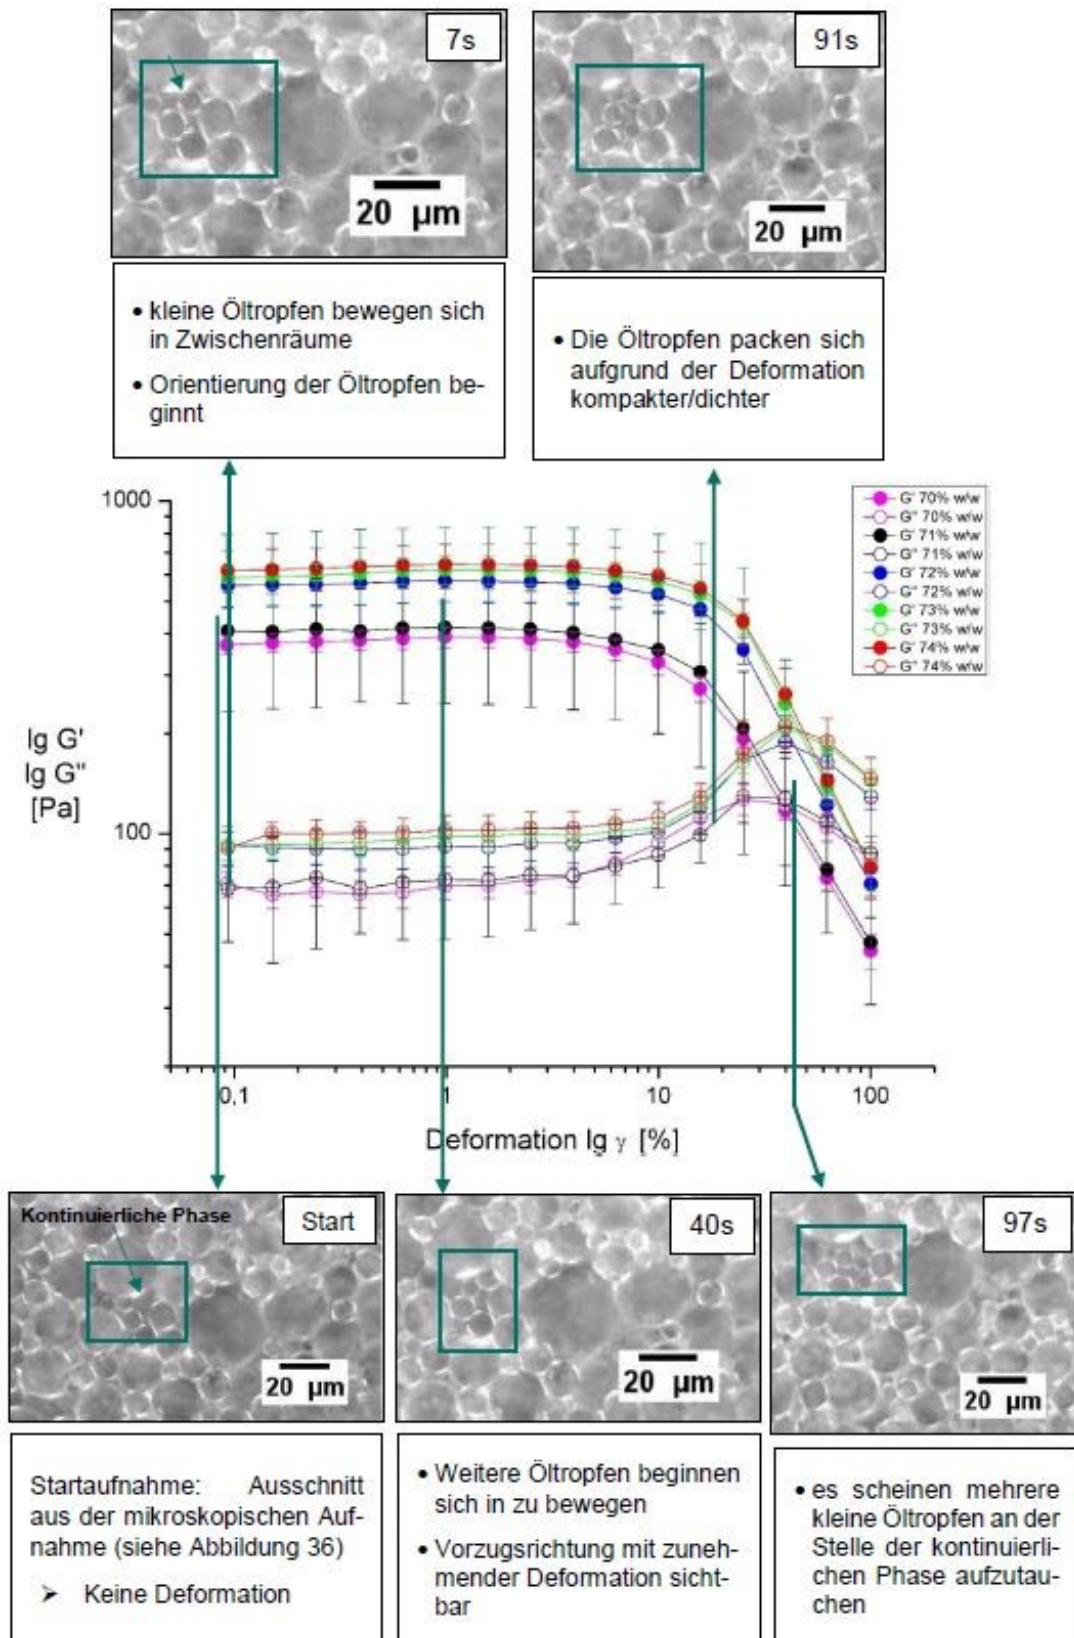 7s
20 µm
91s
20 µm
• kleine Öltropfen bewegen sich
in Zwischenräume
• Orientierung der Öltropfen be-
ginnt
• Die Öltropfen packen sich
aufgrund der Deformation
kompakter/dichter
1000
100
lg G'
lg G''
[Pa]
G' 70% w/w
G'' 70% w/w
G' 71% w/w
G'' 71% w/w
G' 72% w/w
G'' 72% w/w
G' 73% w/w
G'' 73% w/w
G' 74% w/w
G'' 74% w/w
0,1
1
10
100
Deformation lg γ [%]
Kontinuierliche Phase
Start
20 µm
40s
20 µm
97s
20 µm
Startaufnahme: Ausschnitt
aus der mikroskopischen Auf-
nahme (siehe Abbildung 36)
➢ Keine Deformation
• Weitere Öltropfen beginnen
sich in zu bewegen
• Vorzugsrichtung mit zuneh-
mender Deformation sicht-
bar
• es scheinen mehrere
kleine Öltropfen an der
Stelle der kontinuierli-
chen Phase aufzutau-
chen